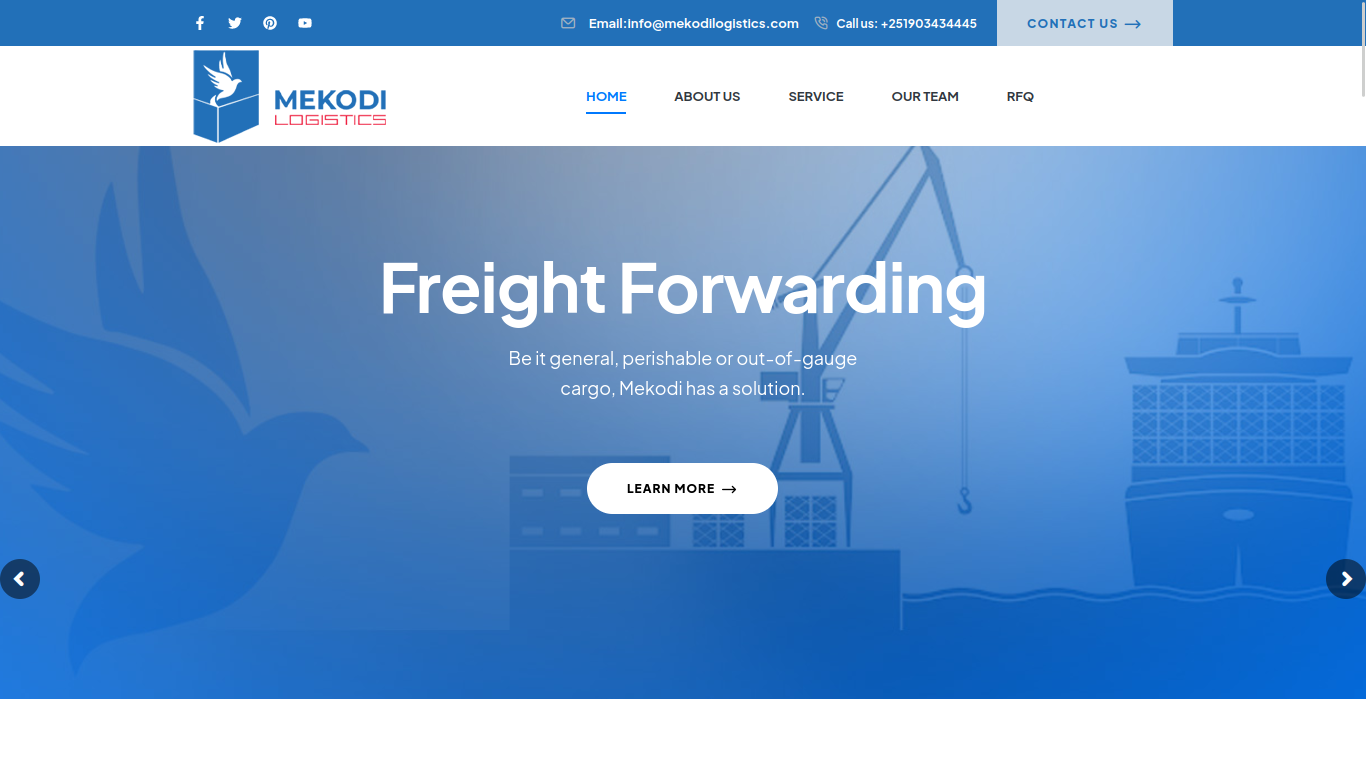 Email:info@mekodilogistics.com
Call us: +251903434445
CONTACT US
MEKODI
LOGISTICS
HOME
ABOUT US
SERVICE
OUR TEAM
RFQ
Freight Forwarding
Be it general, perishable or out-of-gauge
cargo, Mekodi has a solution.
LEARN MORE